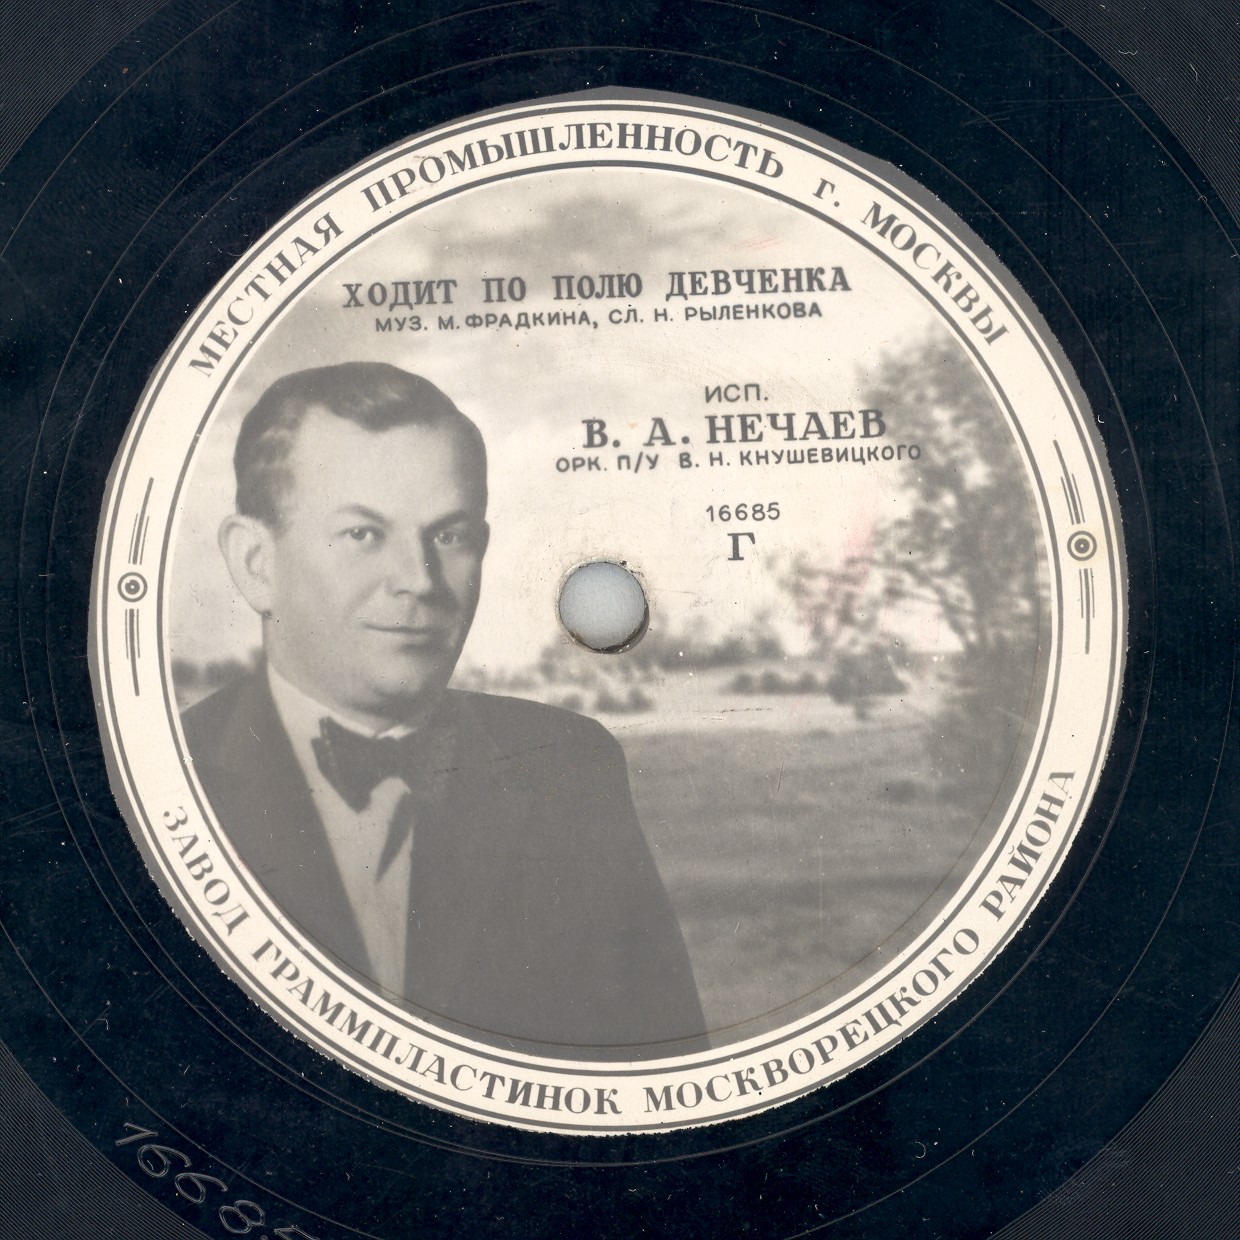 МЕСТНАЯ ПРОМЫШЛЕННОСТЬ г. МОСКВЫ
ХОДИТ ПО ПОЛЮ ДЕВЧЕНКА
МУЗ. М. ФРАДКИНА, СЛ. Н. РЫЛЕНКОВА
ИСП.
В. А. НЕЧАЕВ
ОРК. П/У В. Н. КНУШЕВИЦКОГО
16685
Г
ЗАВОД ГРАММПЛАСТИНОК МОСКВОРЕЦКОГО РАЙОНА
16685